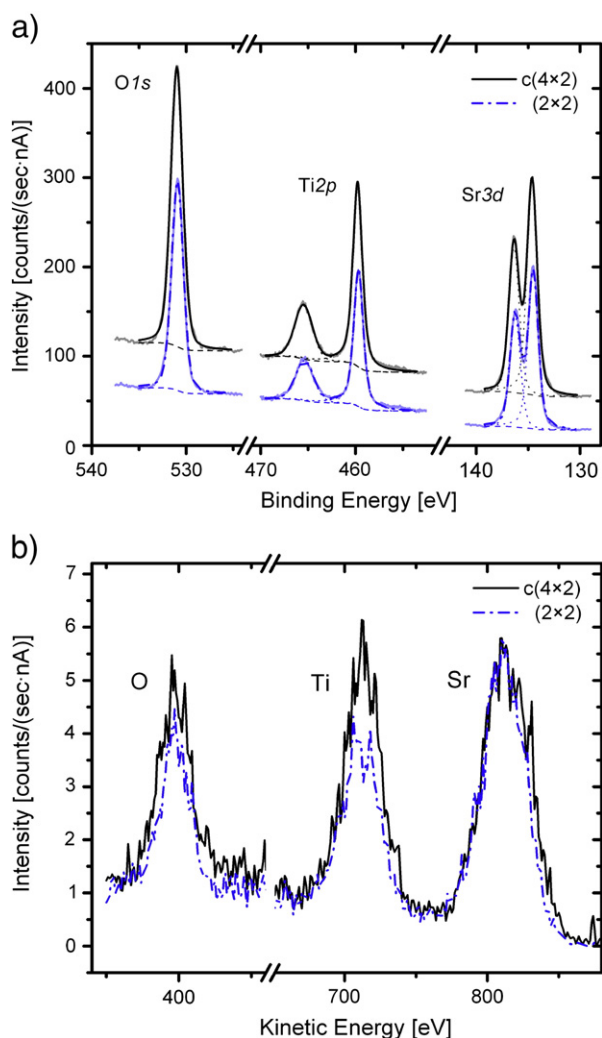 a)
Intensity [counts/(sec·nA)]
400
300
200
100
0
O1s
Ti2p
Sr3d
c(4×2)
(2×2)
540 530 470 460 140 130
Binding Energy [eV]
b)
Intensity [counts/(sec·nA)]
7
6
5
4
3
2
1
0
O
Ti
Sr
c(4×2)
(2×2)
400 700 800
Kinetic Energy [eV]